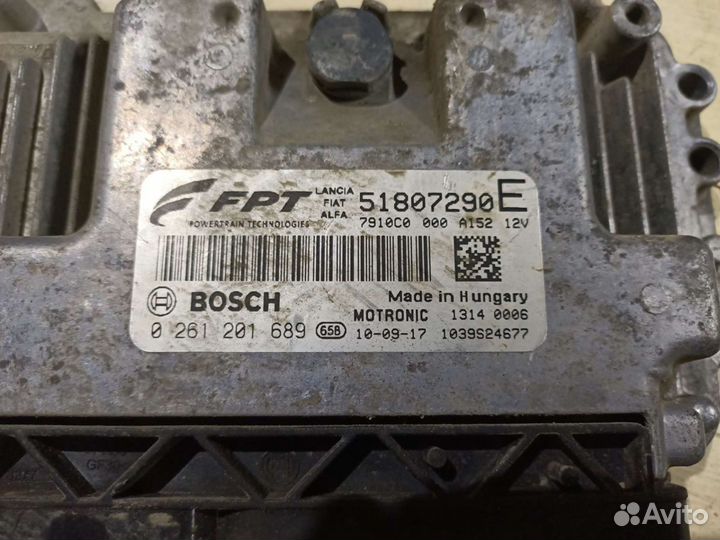 FPT
POWERTRAIN TECHNOLOGIES
LANCIA
FIAT
ALFA
51807290E
7910C0 000 A152 12V
BOSCH
0 261 201 689 65B
Made in Hungary
MOTRONIC 1314 0006
10-09-17 1039S24677
Avito